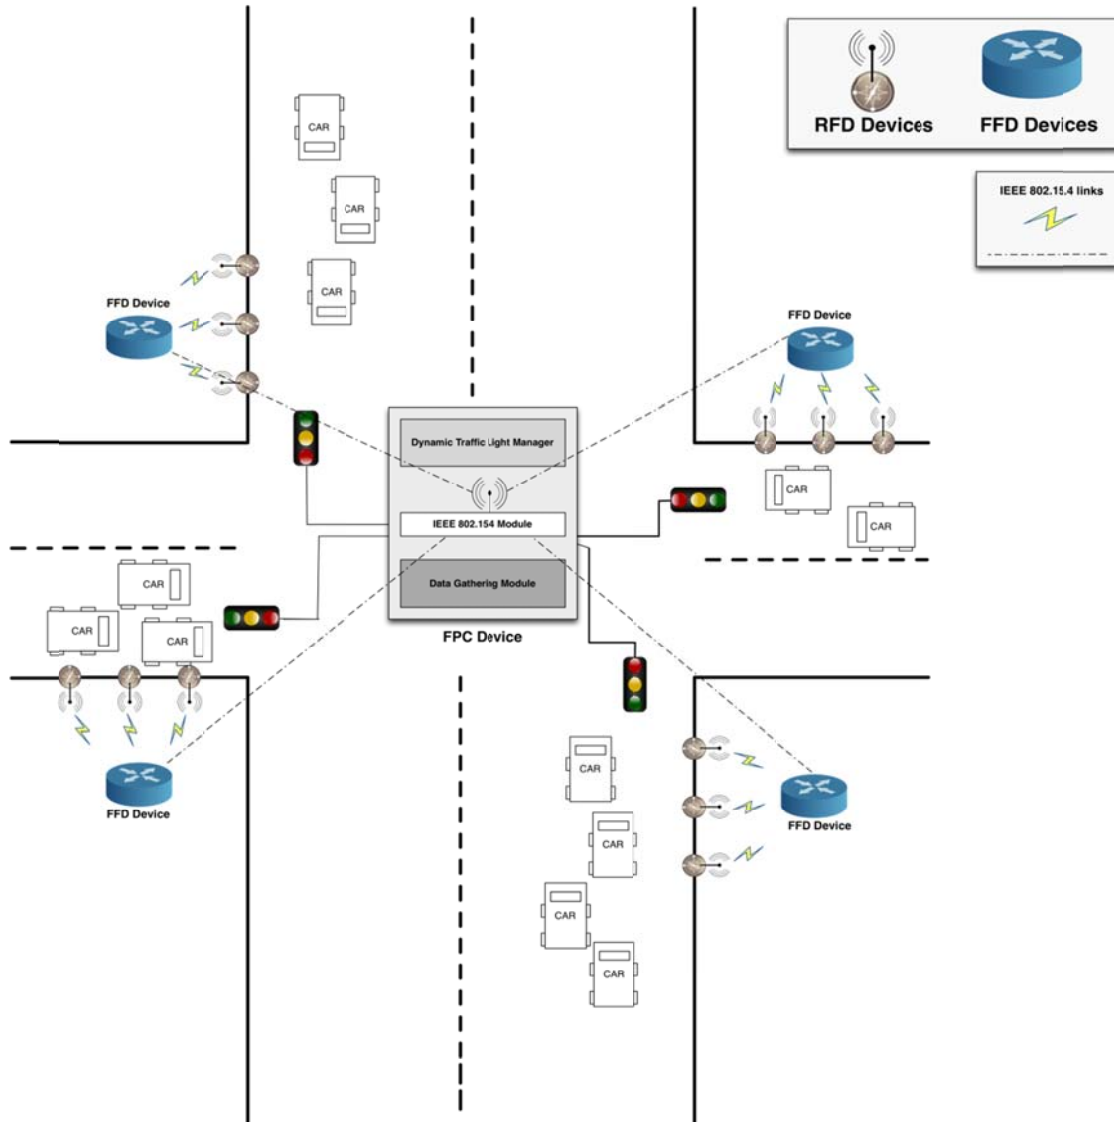 CAR
RFD Devices
FFD Devices
CAR
IEEE 802.15.4 links
CAR
FFD Device
FFD Device
Dynamic Traffic Light Manager
CAR
IEEE 802.154 Module
CAR
Data Gathering Module
CAR
CAR
CAR
FPC Device
FFD Device
CAR
FFD Device
CAR
CAR
CAR